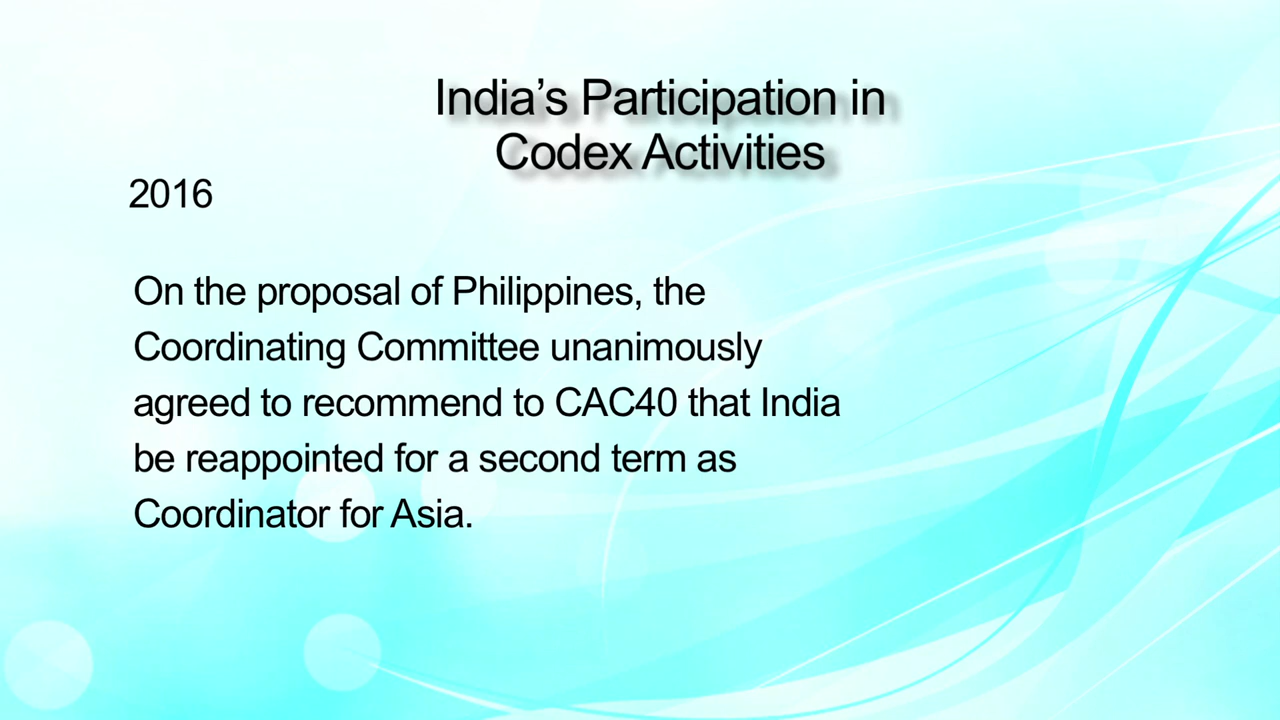 India’s Participation in
Codex Activities
2016
On the proposal of Philippines, the
Coordinating Committee unanimously
agreed to recommend to CAC40 that India
be reappointed for a second term as
Coordinator for Asia.